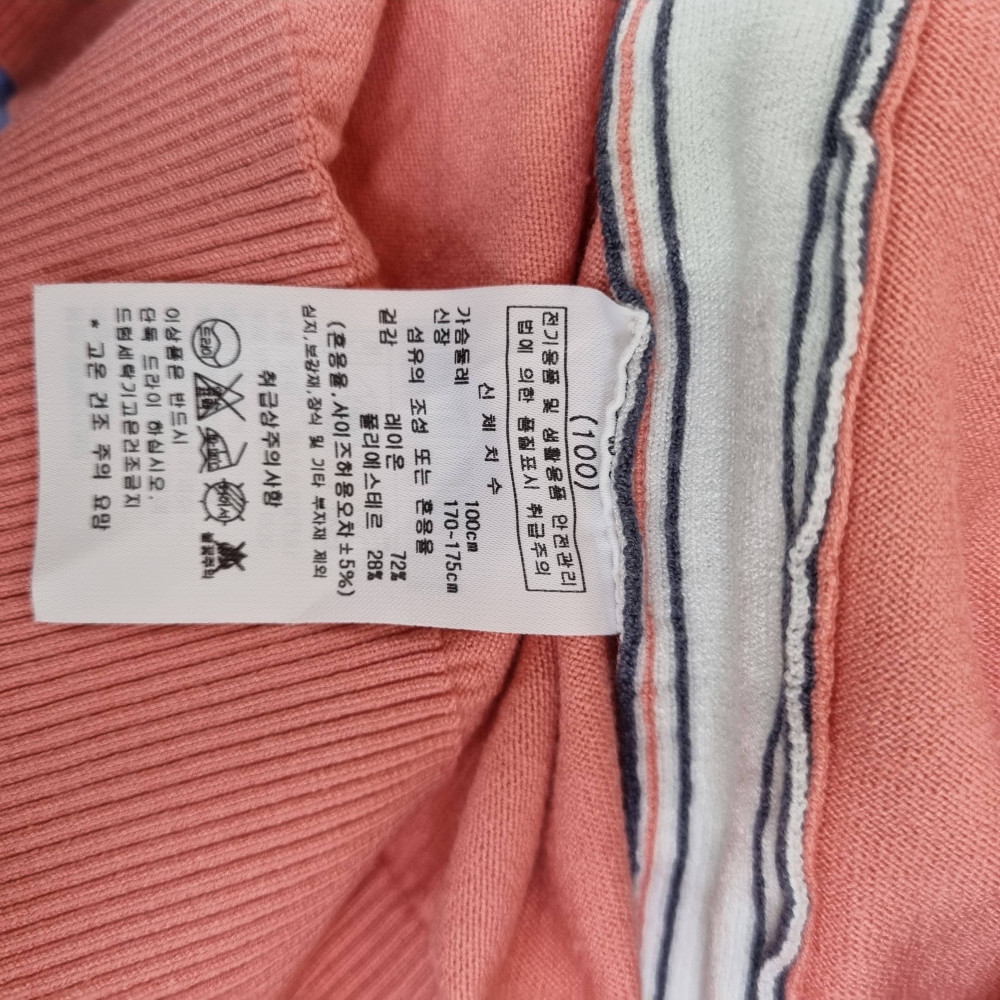 (100)
전기용품 및 생활용품 안전관리
법에 의한 품질표시 취급주의
신 체 치 수
가슴둘레 100cm
신장 170~175cm
섬유의 조성 또는 혼용율
겉감 레이온 72%
폴리에스테르 28%
(혼용율,사이즈허용오차±5%)
심지,보강재,장식 및 기타 부자재 제외
취급상주의사항
드라이
이상품은 반드시
단독 드라이 하십시오.
드럼세탁기고온건조금지
* 고온 건조 주의 요망